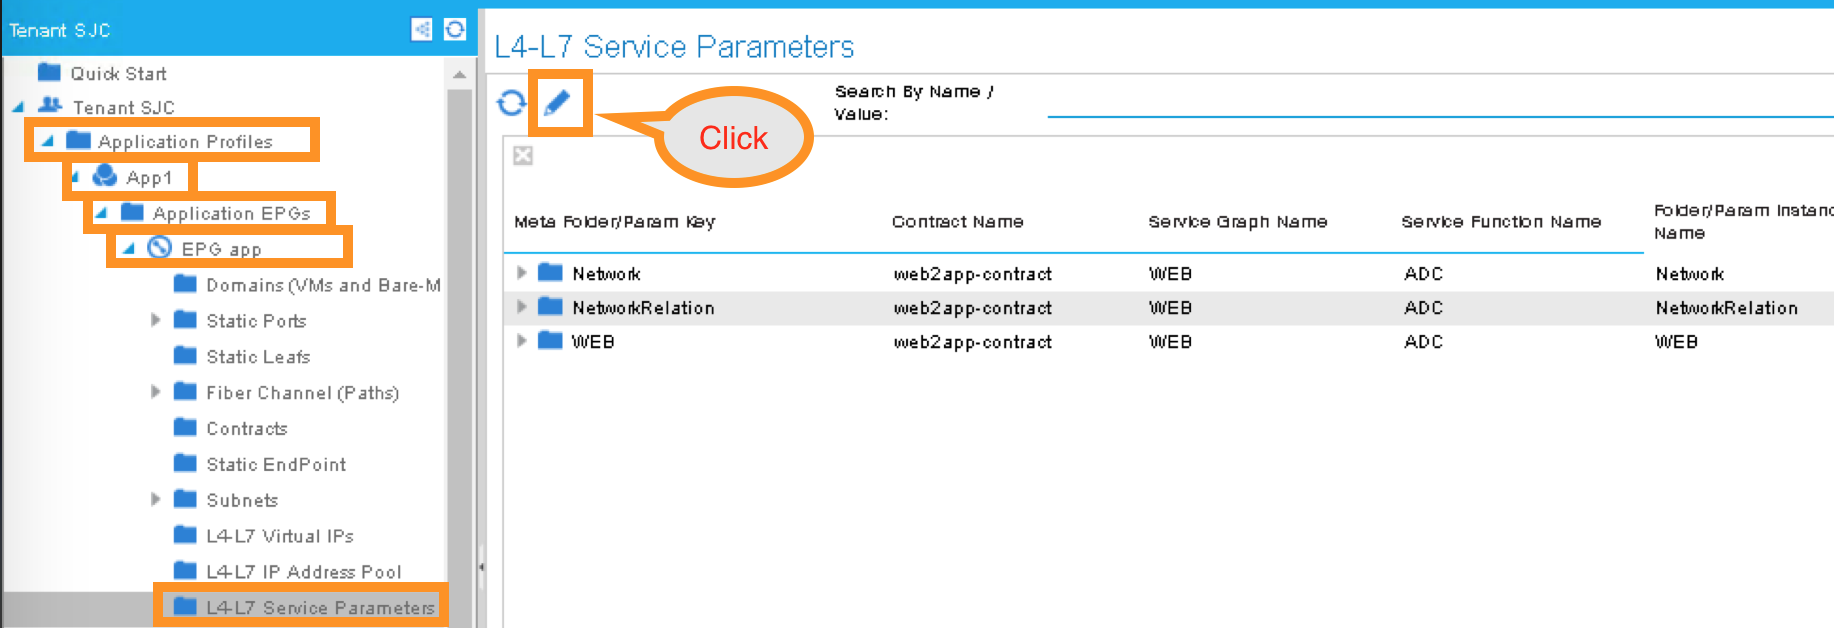 Tenant SJC
Quick Start
Tenant SJC
Application Profiles
App1
Application EPGs
EPG app
Domains (VMs and Bare-M
Static Ports
Static Leafs
Fiber Channel (Paths)
Contracts
Static EndPoint
Subnets
L4-L7 Virtual IPs
L4-L7 IP Address Pool
L4-L7 Service Parameters
L4-L7 Service Parameters
Click
Search By Name /
Value:
Meta Folder/Param Key Contract Name Service Graph Name Service Function Name Folder/Param Instanc
Name
Network web2app-contract WEB ADC Network
NetworkRelation web2app-contract WEB ADC NetworkRelation
WEB web2app-contract WEB ADC WEB